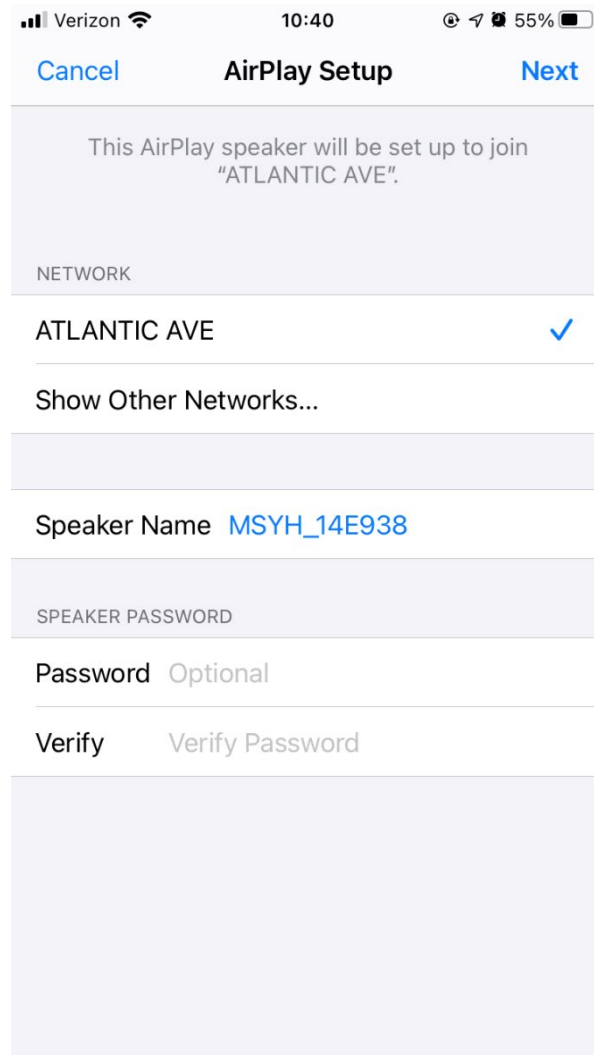 Verizon 10:40 55%
Cancel AirPlay Setup Next
This AirPlay speaker will be set up to join
“ATLANTIC AVE”.
NETWORK
ATLANTIC AVE
Show Other Networks...
Speaker Name MSYH_14E938
SPEAKER PASSWORD
Password Optional
Verify Verify Password